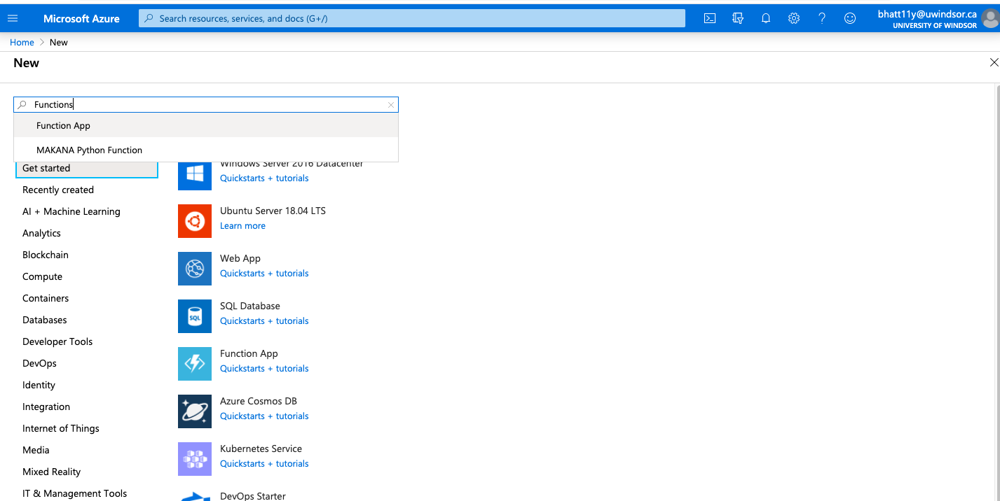 Microsoft Azure
Search resources, services, and docs (G+/)
bhatt11y@uwindsor.ca
UNIVERSITY OF WINDSOR
Home > New
New
Functions
Function App
MAKANA Python Function
Get started
Recently created
AI + Machine Learning
Analytics
Blockchain
Compute
Containers
Databases
Developer Tools
DevOps
Identity
Integration
Internet of Things
Media
Mixed Reality
IT & Management Tools
Windows Server 2016 Datacenter
Quickstarts + tutorials
Ubuntu Server 18.04 LTS
Learn more
Web App
Quickstarts + tutorials
SQL
SQL Database
Quickstarts + tutorials
Function App
Quickstarts + tutorials
Azure Cosmos DB
Quickstarts + tutorials
Kubernetes Service
Quickstarts + tutorials
DevOps Starter